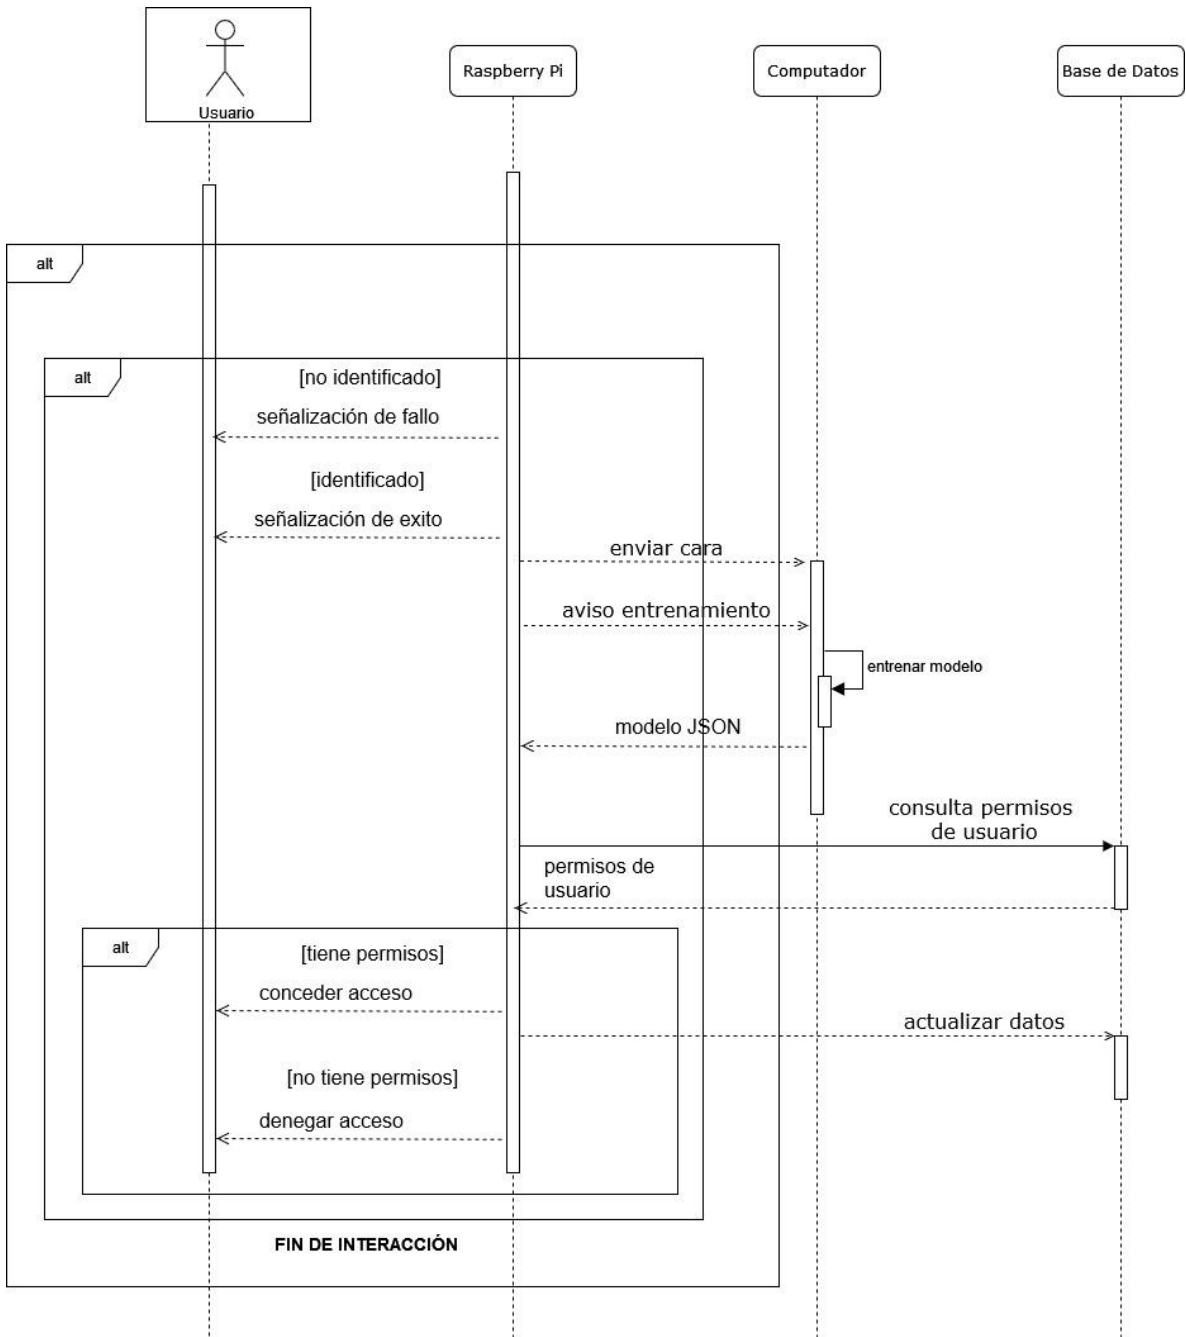 Usuario
Raspberry Pi
Computador
Base de Datos
alt
alt
[no identificado]
señalización de fallo
[identificado]
señalización de exito
enviar cara
aviso entrenamiento
entrenar modelo
modelo JSON
consulta permisos
de usuario
permisos de
usuario
alt
[tiene permisos]
conceder acceso
actualizar datos
[no tiene permisos]
denegar acceso
FIN DE INTERACCIÓN